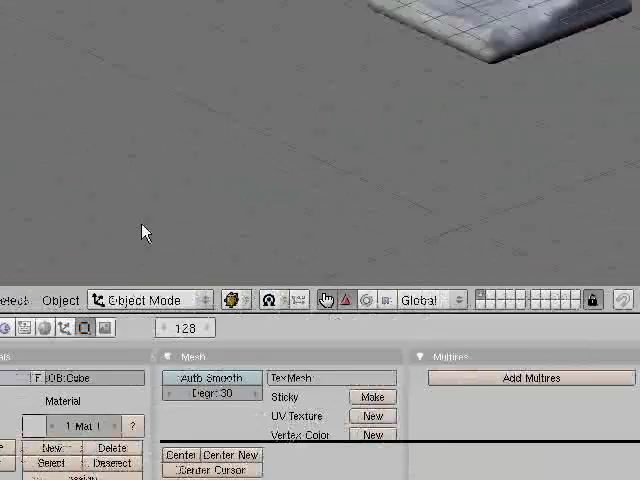 Object Object Mode Global
128
Mesh Multires
F OB:Cube Auto Smooth TexMesh: Add Multires
Degr: 30
Material Sticky Make
1 Mat 1 ? UV Texture New
Vertex Color New
New Delete
Center Center New
Select Deselect
Center Cursor